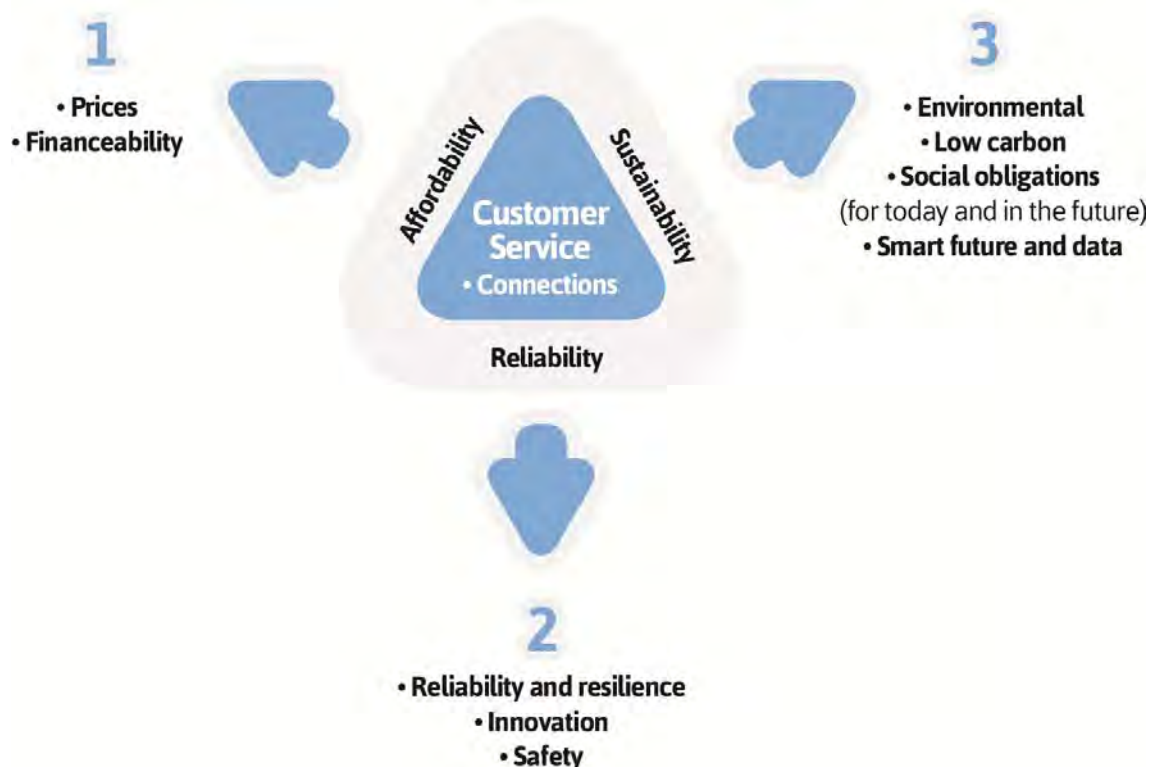 1
• Prices
• Financeability
Affordability
Sustainability
Customer
Service
• Connections
Reliability
3
• Environmental
• Low carbon
• Social obligations
(for today and in the future)
• Smart future and data
2
• Reliability and resilience
• Innovation
• Safety